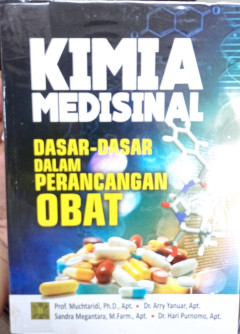 KIMIA
MEDISINAL
DASAR-DASAR
DALAM
PERANCANGAN
OBAT
Prof. Muchtaridi, Ph.D., Apt. • Dr. Arry Yanuar, Apt.
Sandra Megantara, M.Farm., Apt. • Dr. Hari Purnomo, Apt.